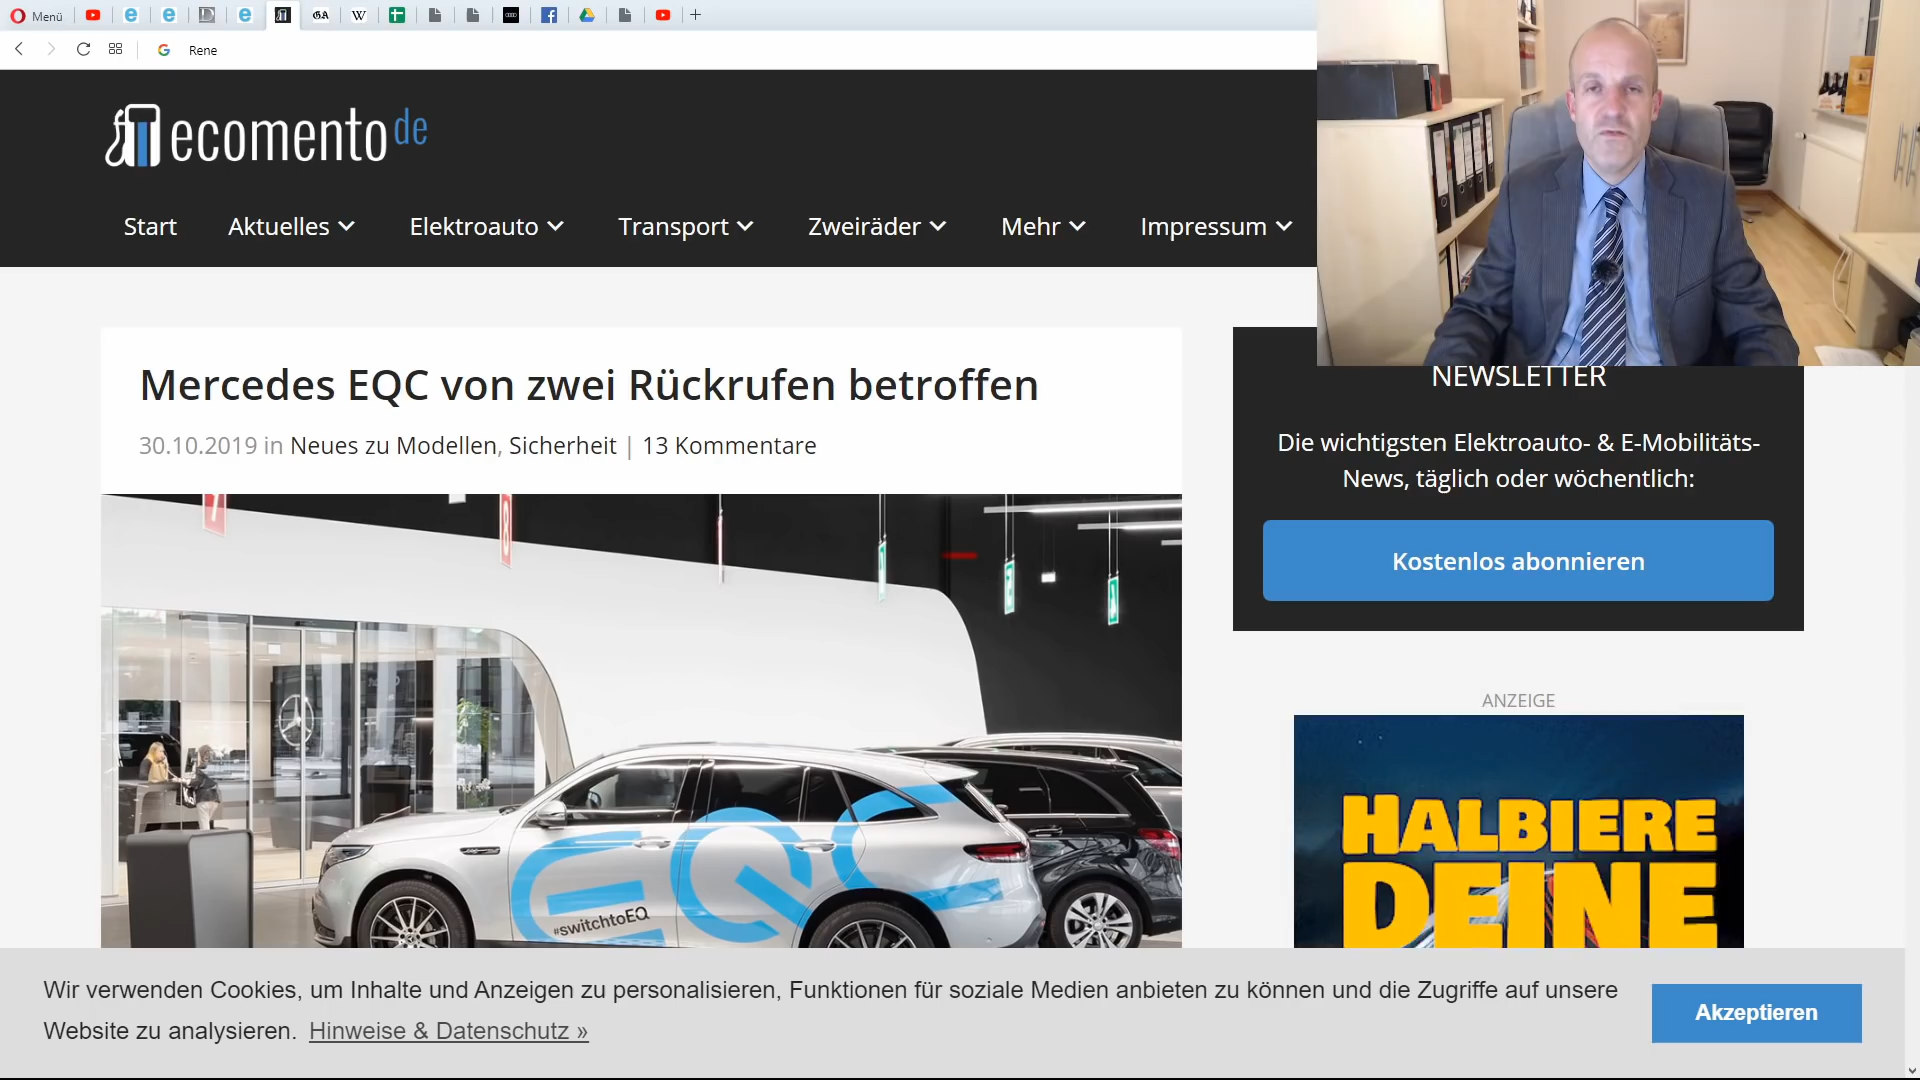 Menü
Rene
ecomento de
Start Aktuelles Elektroauto Transport Zweiräder Mehr Impressum
Mercedes EQC von zwei Rückrufen betroffen
30.10.2019 in Neues zu Modellen, Sicherheit | 13 Kommentare
7
8
EQC
#switchtoEQ
NEWSLETTER
Die wichtigsten Elektroauto- & E-Mobilitäts-
News, täglich oder wöchentlich:
Kostenlos abonnieren
ANZEIGE
HALBIERE
DEINE
Wir verwenden Cookies, um Inhalte und Anzeigen zu personalisieren, Funktionen für soziale Medien anbieten zu können und die Zugriffe auf unsere
Website zu analysieren. Hinweise & Datenschutz »
Akzeptieren